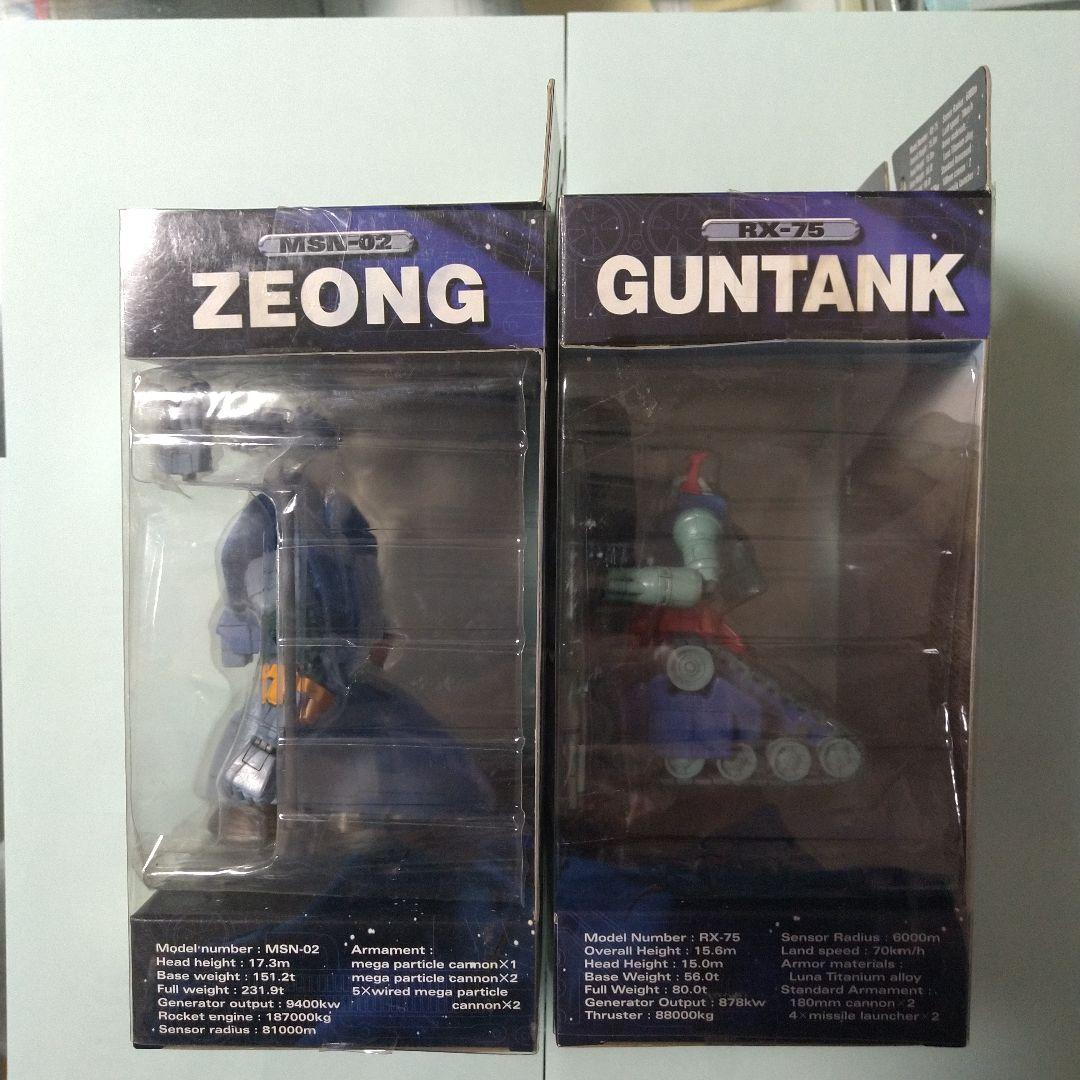 MSN-02
ZEONG
Model number : MSN-02
Head height : 17.3m
Base weight : 151.2t
Full weight : 231.9t
Generator output : 9400kw
Rocket engine : 187000kg
Sensor radius : 81000m
Armament :
mega particle cannon×1
mega particle cannon×2
5×wired mega particle
cannon×2
RX-75
GUNTANK
Model Number : RX-75
Overall Height : 15.6m
Head Height : 15.0m
Base Weight : 56.0t
Full Weight : 80.0t
Generator Output : 878kw
Thruster : 88000kg
Sensor Radius : 6000m
Land speed : 70km/h
Armor materials :
Luna Titanium alloy
Standard Armament :
180mm cannon×2
4×missile launcher×2